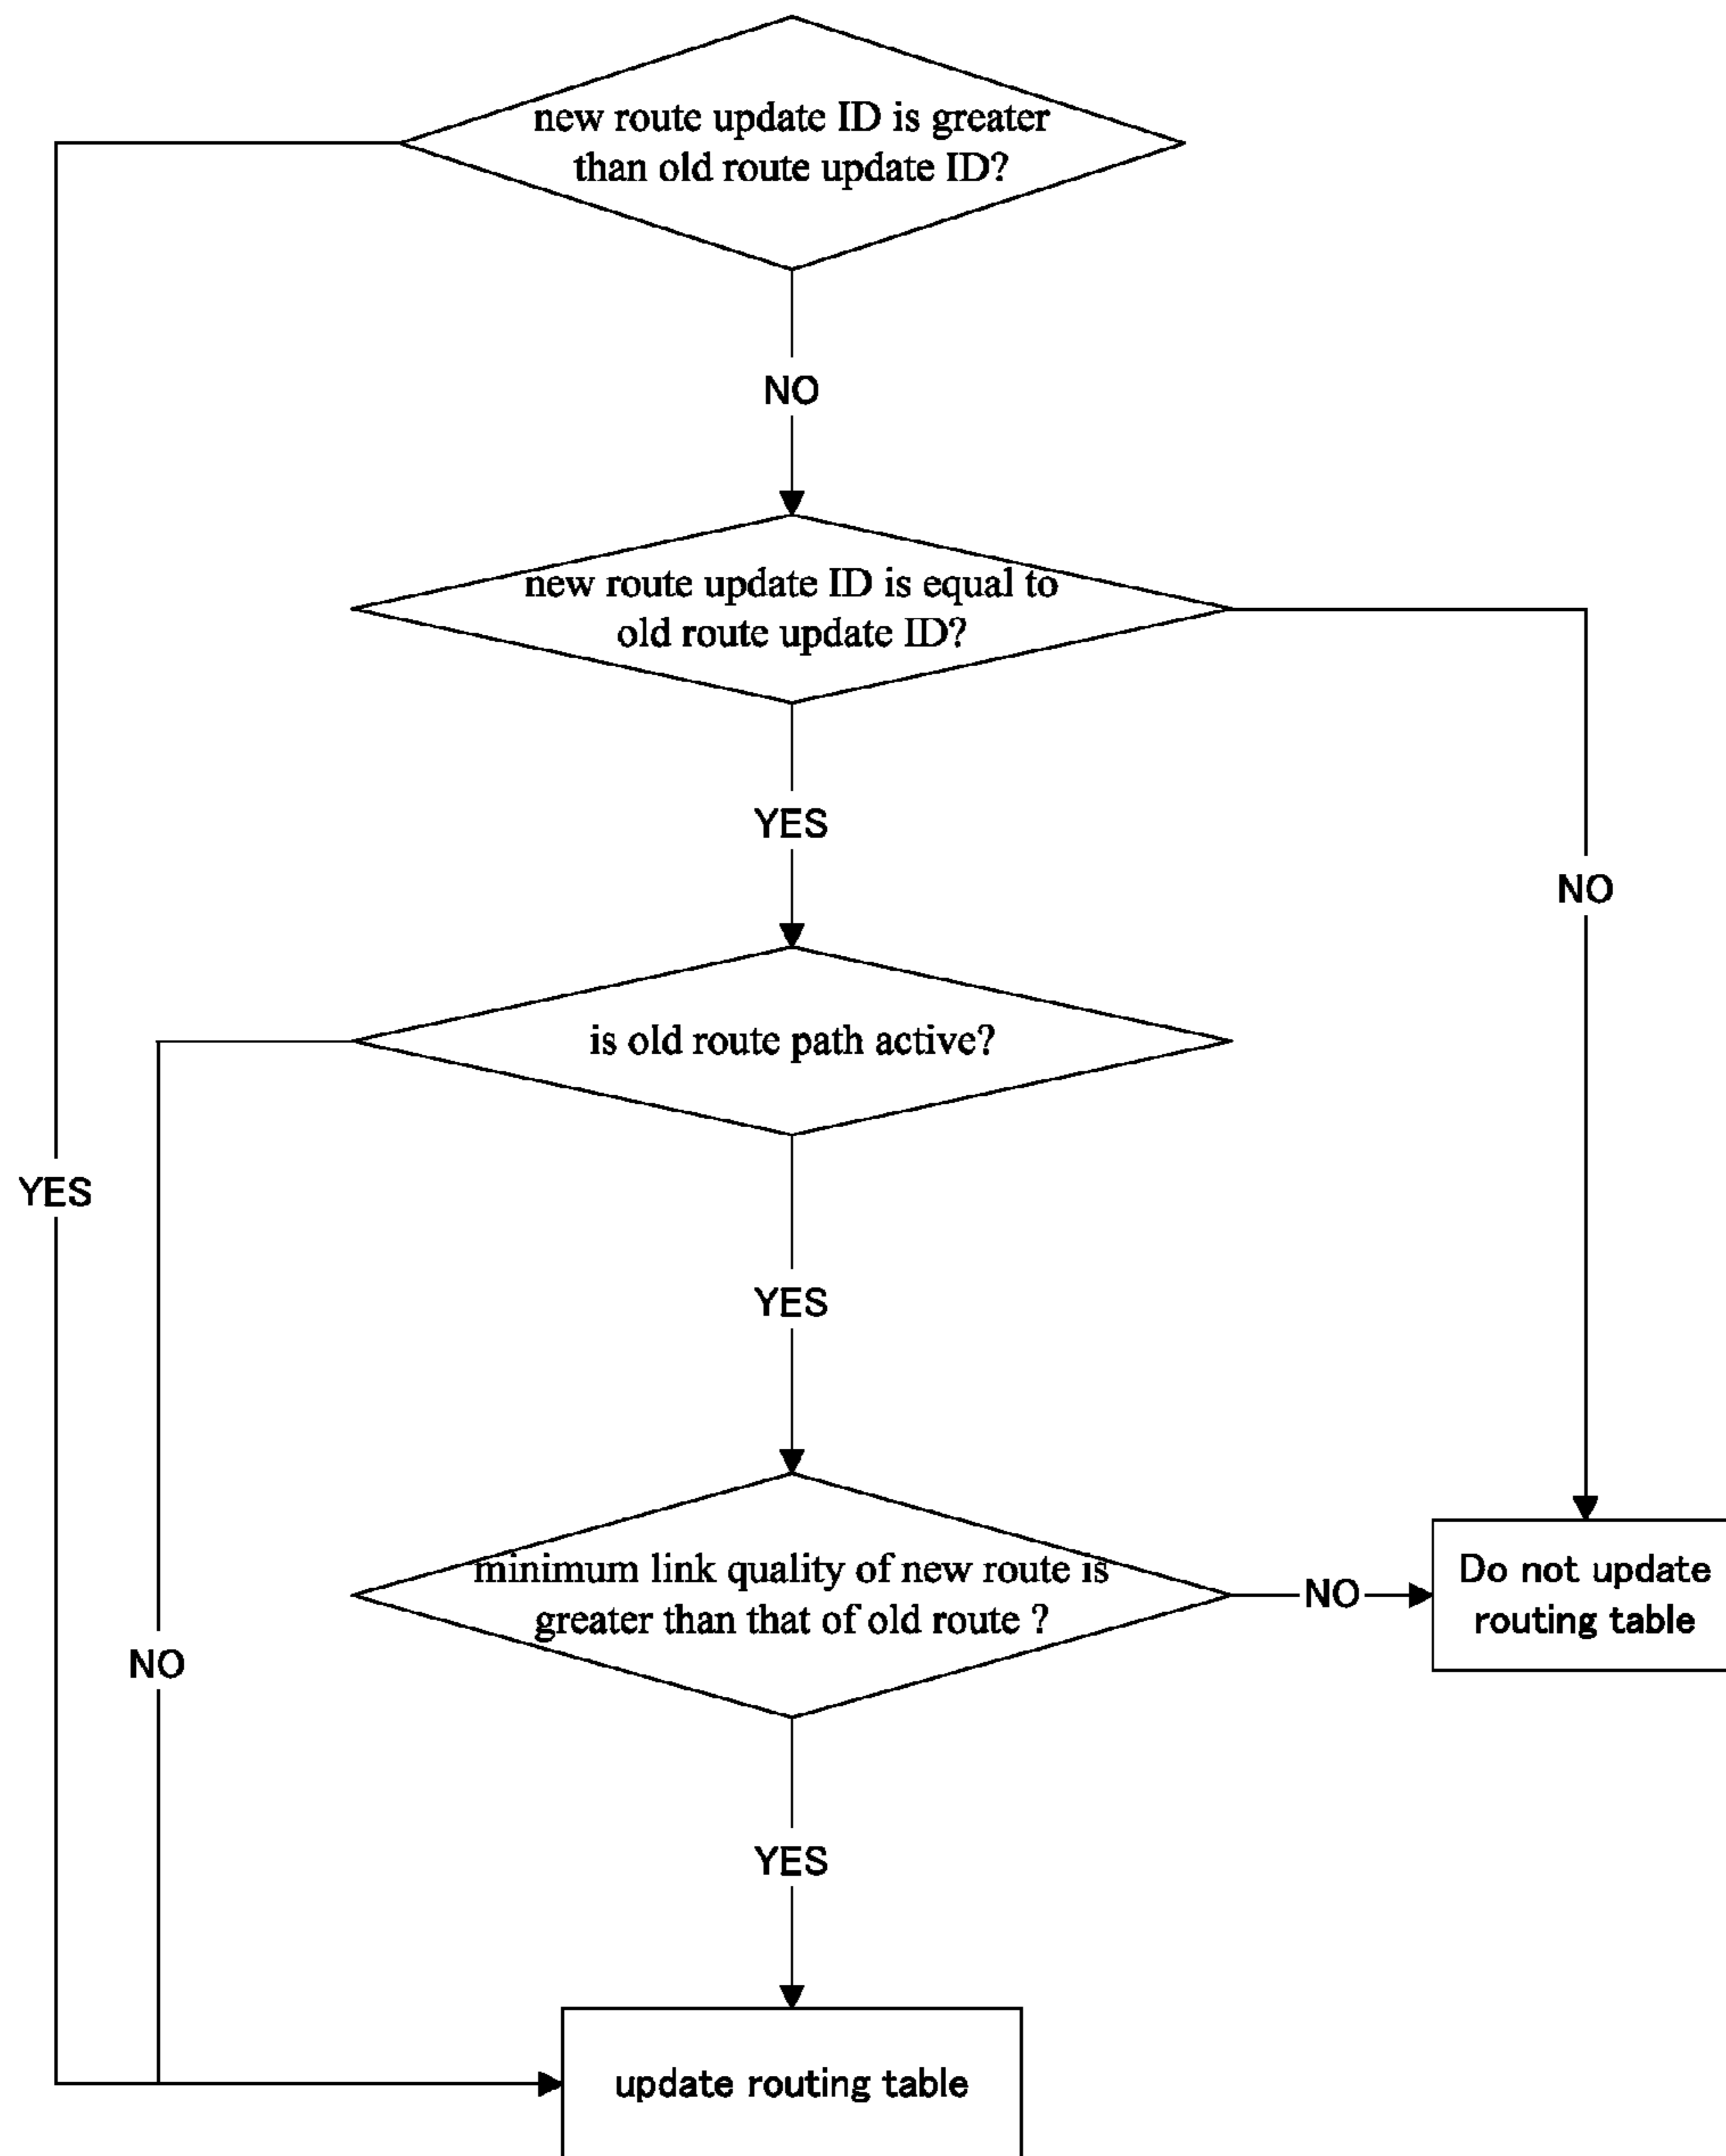 new route update ID is greater
than old route update ID?
NO
new route update ID is equal to
old route update ID?
YES
NO
is old route path active?
YES
YES
minimum link quality of new route is
greater than that of old route ?
NO
Do not update
routing table
NO
YES
update routing table